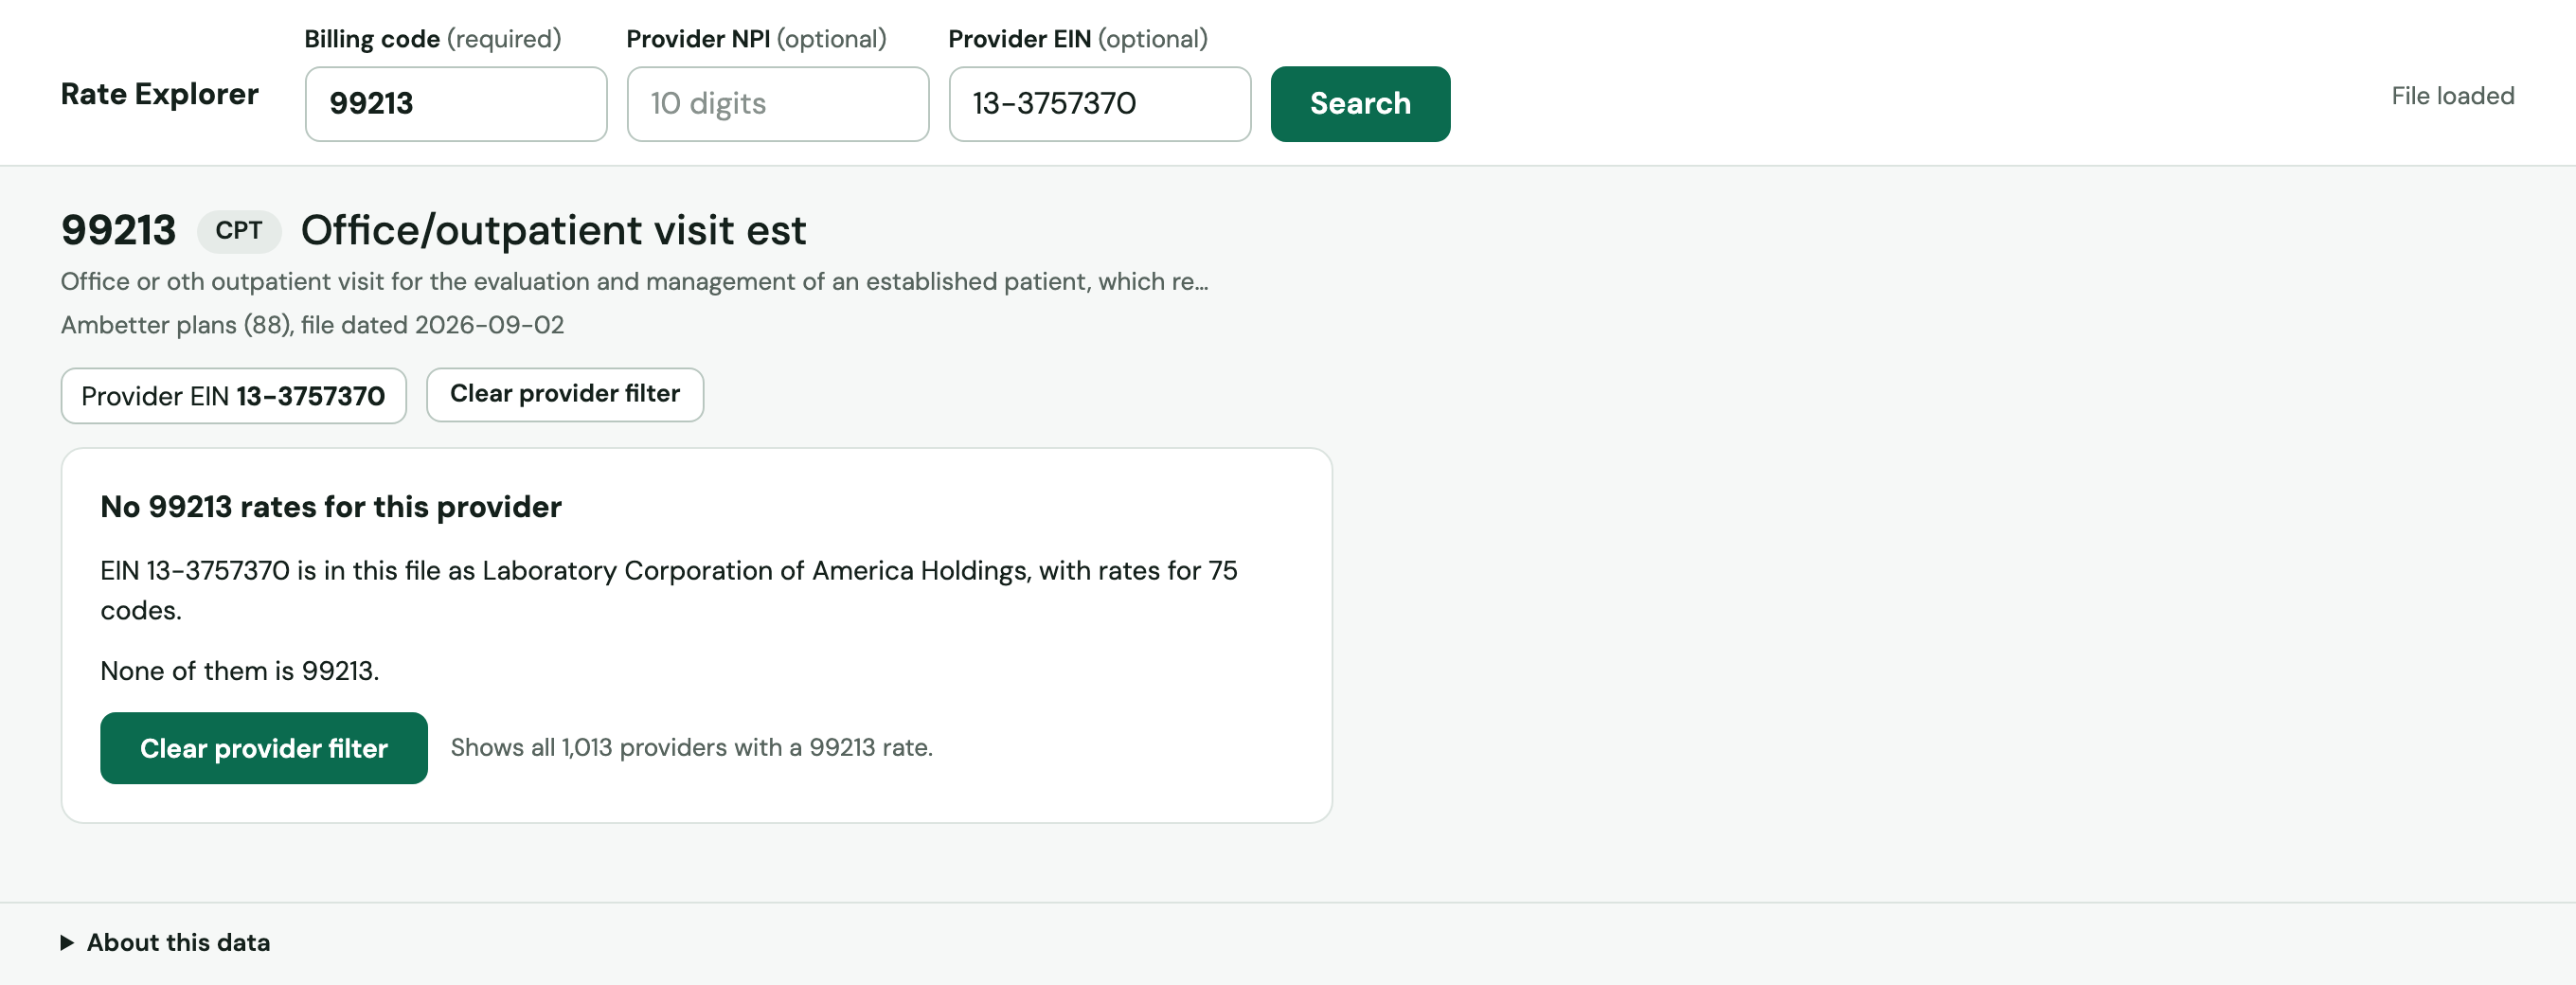 Rate Explorer
Billing code (required)
99213
Provider NPI (optional)
10 digits
Provider EIN (optional)
13-3757370
Search
File loaded
99213 CPT Office/outpatient visit est
Office or oth outpatient visit for the evaluation and management of an established patient, which re...
Ambetter plans (88), file dated 2026-09-02
Provider EIN 13-3757370
Clear provider filter
No 99213 rates for this provider
EIN 13-3757370 is in this file as Laboratory Corporation of America Holdings, with rates for 75
codes.
None of them is 99213.
Clear provider filter
Shows all 1,013 providers with a 99213 rate.
About this data